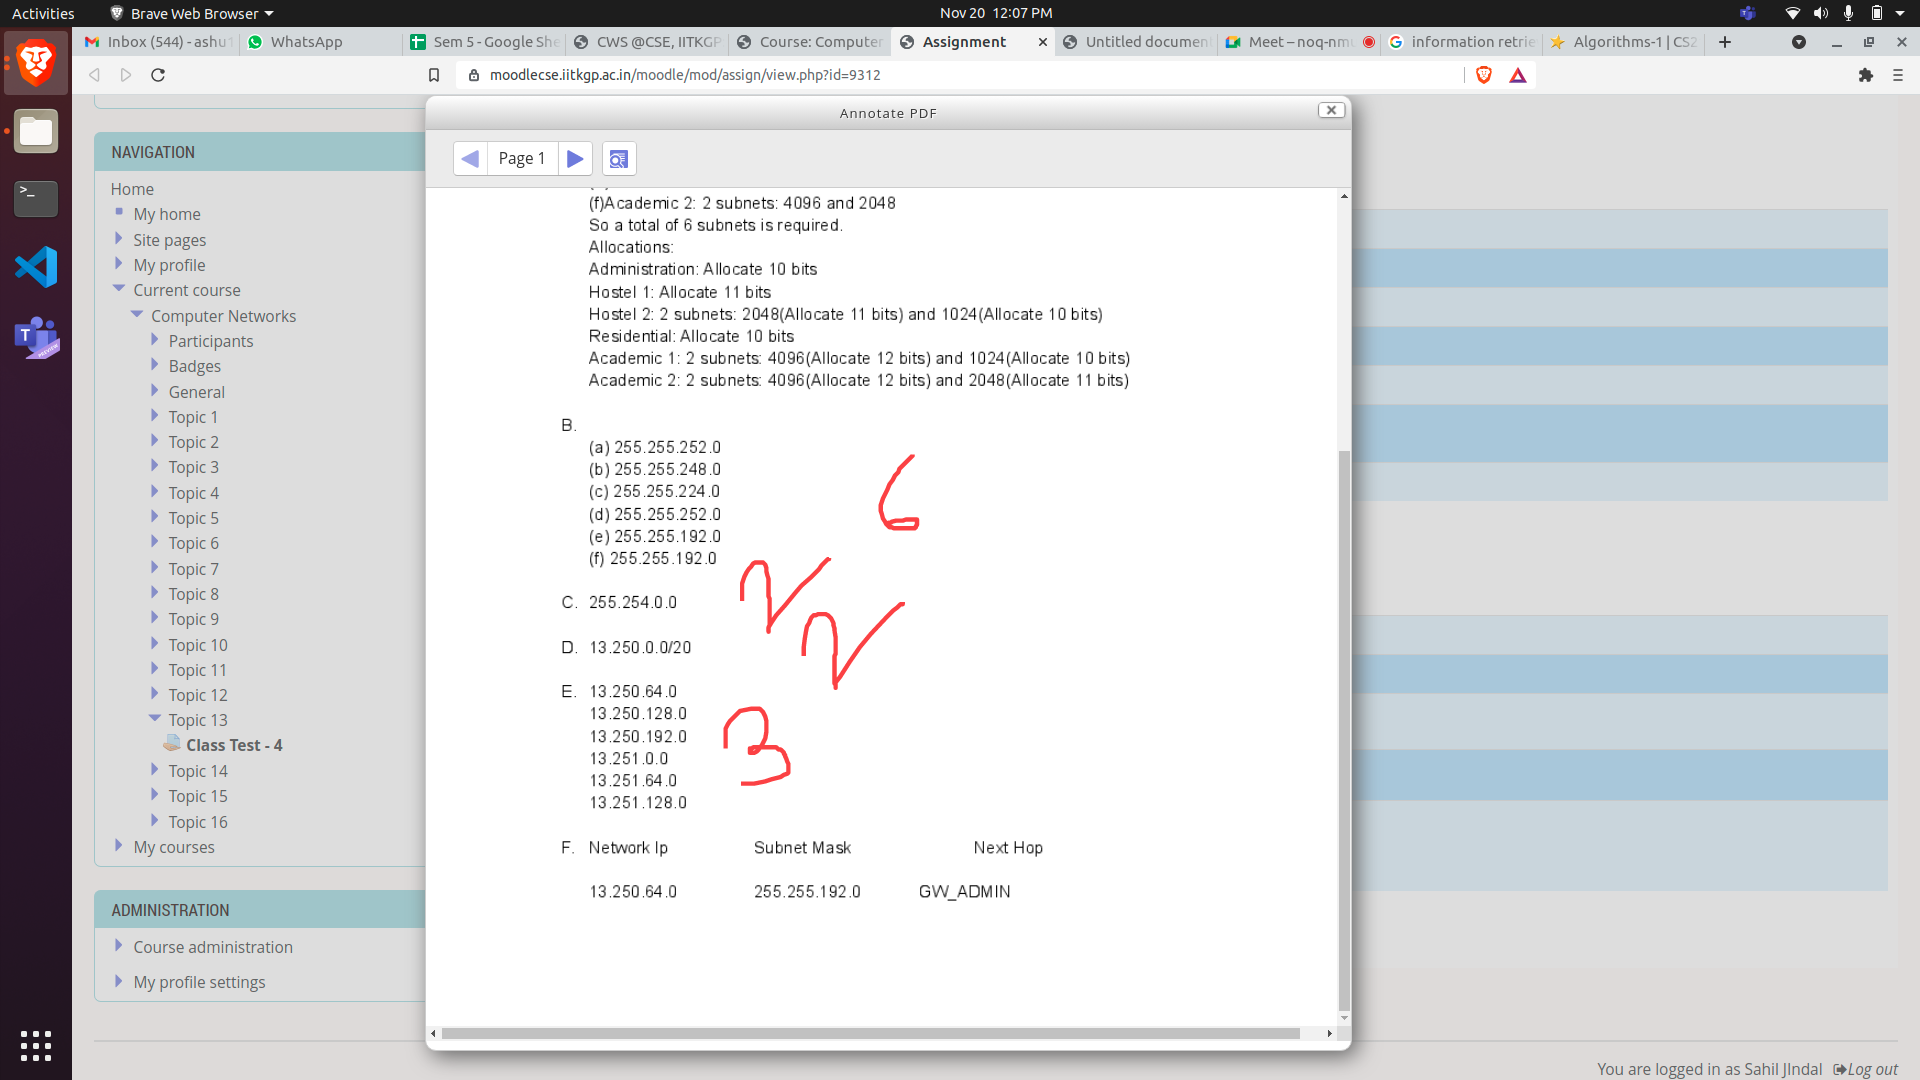 Activities
Brave Web Browser
Nov 20 12:07 PM
Inbox (544) - ashu1
WhatsApp
Sem 5 - Google She
CWS @CSE, IITKGP
Course: Computer
Assignment
Untitled document
Meet – noq-nmu
information retrie
Algorithms-1 | CS2
moodlecse.iitkgp.ac.in/moodle/mod/assign/view.php?id=9312
Annotate PDF
Page 1
NAVIGATION
Home
My home
Site pages
My profile
Current course
Computer Networks
Participants
Badges
General
Topic 1
Topic 2
Topic 3
Topic 4
Topic 5
Topic 6
Topic 7
Topic 8
Topic 9
Topic 10
Topic 11
Topic 12
Topic 13
Class Test - 4
Topic 14
Topic 15
Topic 16
My courses
ADMINISTRATION
Course administration
My profile settings
(f)Academic 2: 2 subnets: 4096 and 2048
So a total of 6 subnets is required.
Allocations:
Administration: Allocate 10 bits
Hostel 1: Allocate 11 bits
Hostel 2: 2 subnets: 2048(Allocate 11 bits) and 1024(Allocate 10 bits)
Residential: Allocate 10 bits
Academic 1: 2 subnets: 4096(Allocate 12 bits) and 1024(Allocate 10 bits)
Academic 2: 2 subnets: 4096(Allocate 12 bits) and 2048(Allocate 11 bits)
B.
(a) 255.255.252.0
(b) 255.255.248.0
(c) 255.255.224.0
(d) 255.255.252.0
(e) 255.255.192.0
(f) 255.255.192.0
6
C. 255.254.0.0
2
D. 13.250.0.0/20
2
E. 13.250.64.0
13.250.128.0
13.250.192.0
13.251.0.0
13.251.64.0
13.251.128.0
3
F. Network Ip Subnet Mask Next Hop
13.250.64.0 255.255.192.0 GW_ADMIN
You are logged in as Sahil JIndal Log out